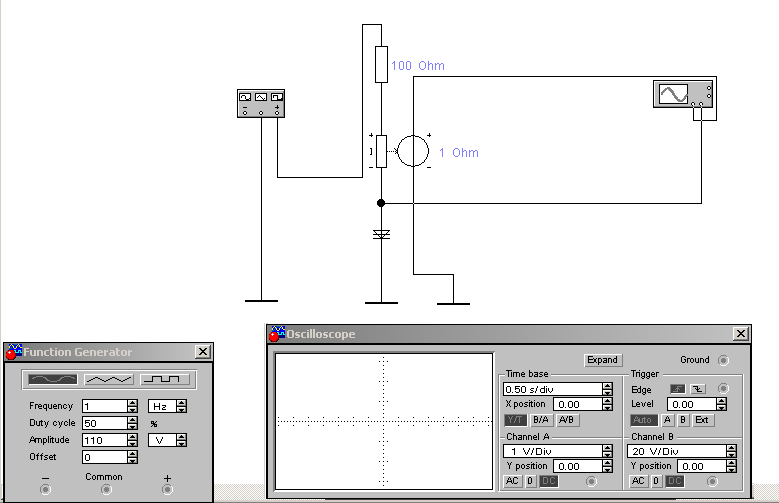 100 Ohm
- +
+ +
I
1 Ohm
- -
Function Generator
Frequency 1 Hz
Duty cycle 50 %
Amplitude 110 V
Offset 0
- Common +
Oscilloscope
Expand Ground
Time base
0.50 s/div
X position 0.00
Y/T B/A A/B
Trigger
Edge
Level 0.00
Auto A B Ext
Channel A
1 V/Div
Y position 0.00
AC 0 DC
Channel B
20 V/Div
Y position 0.00
AC 0 DC